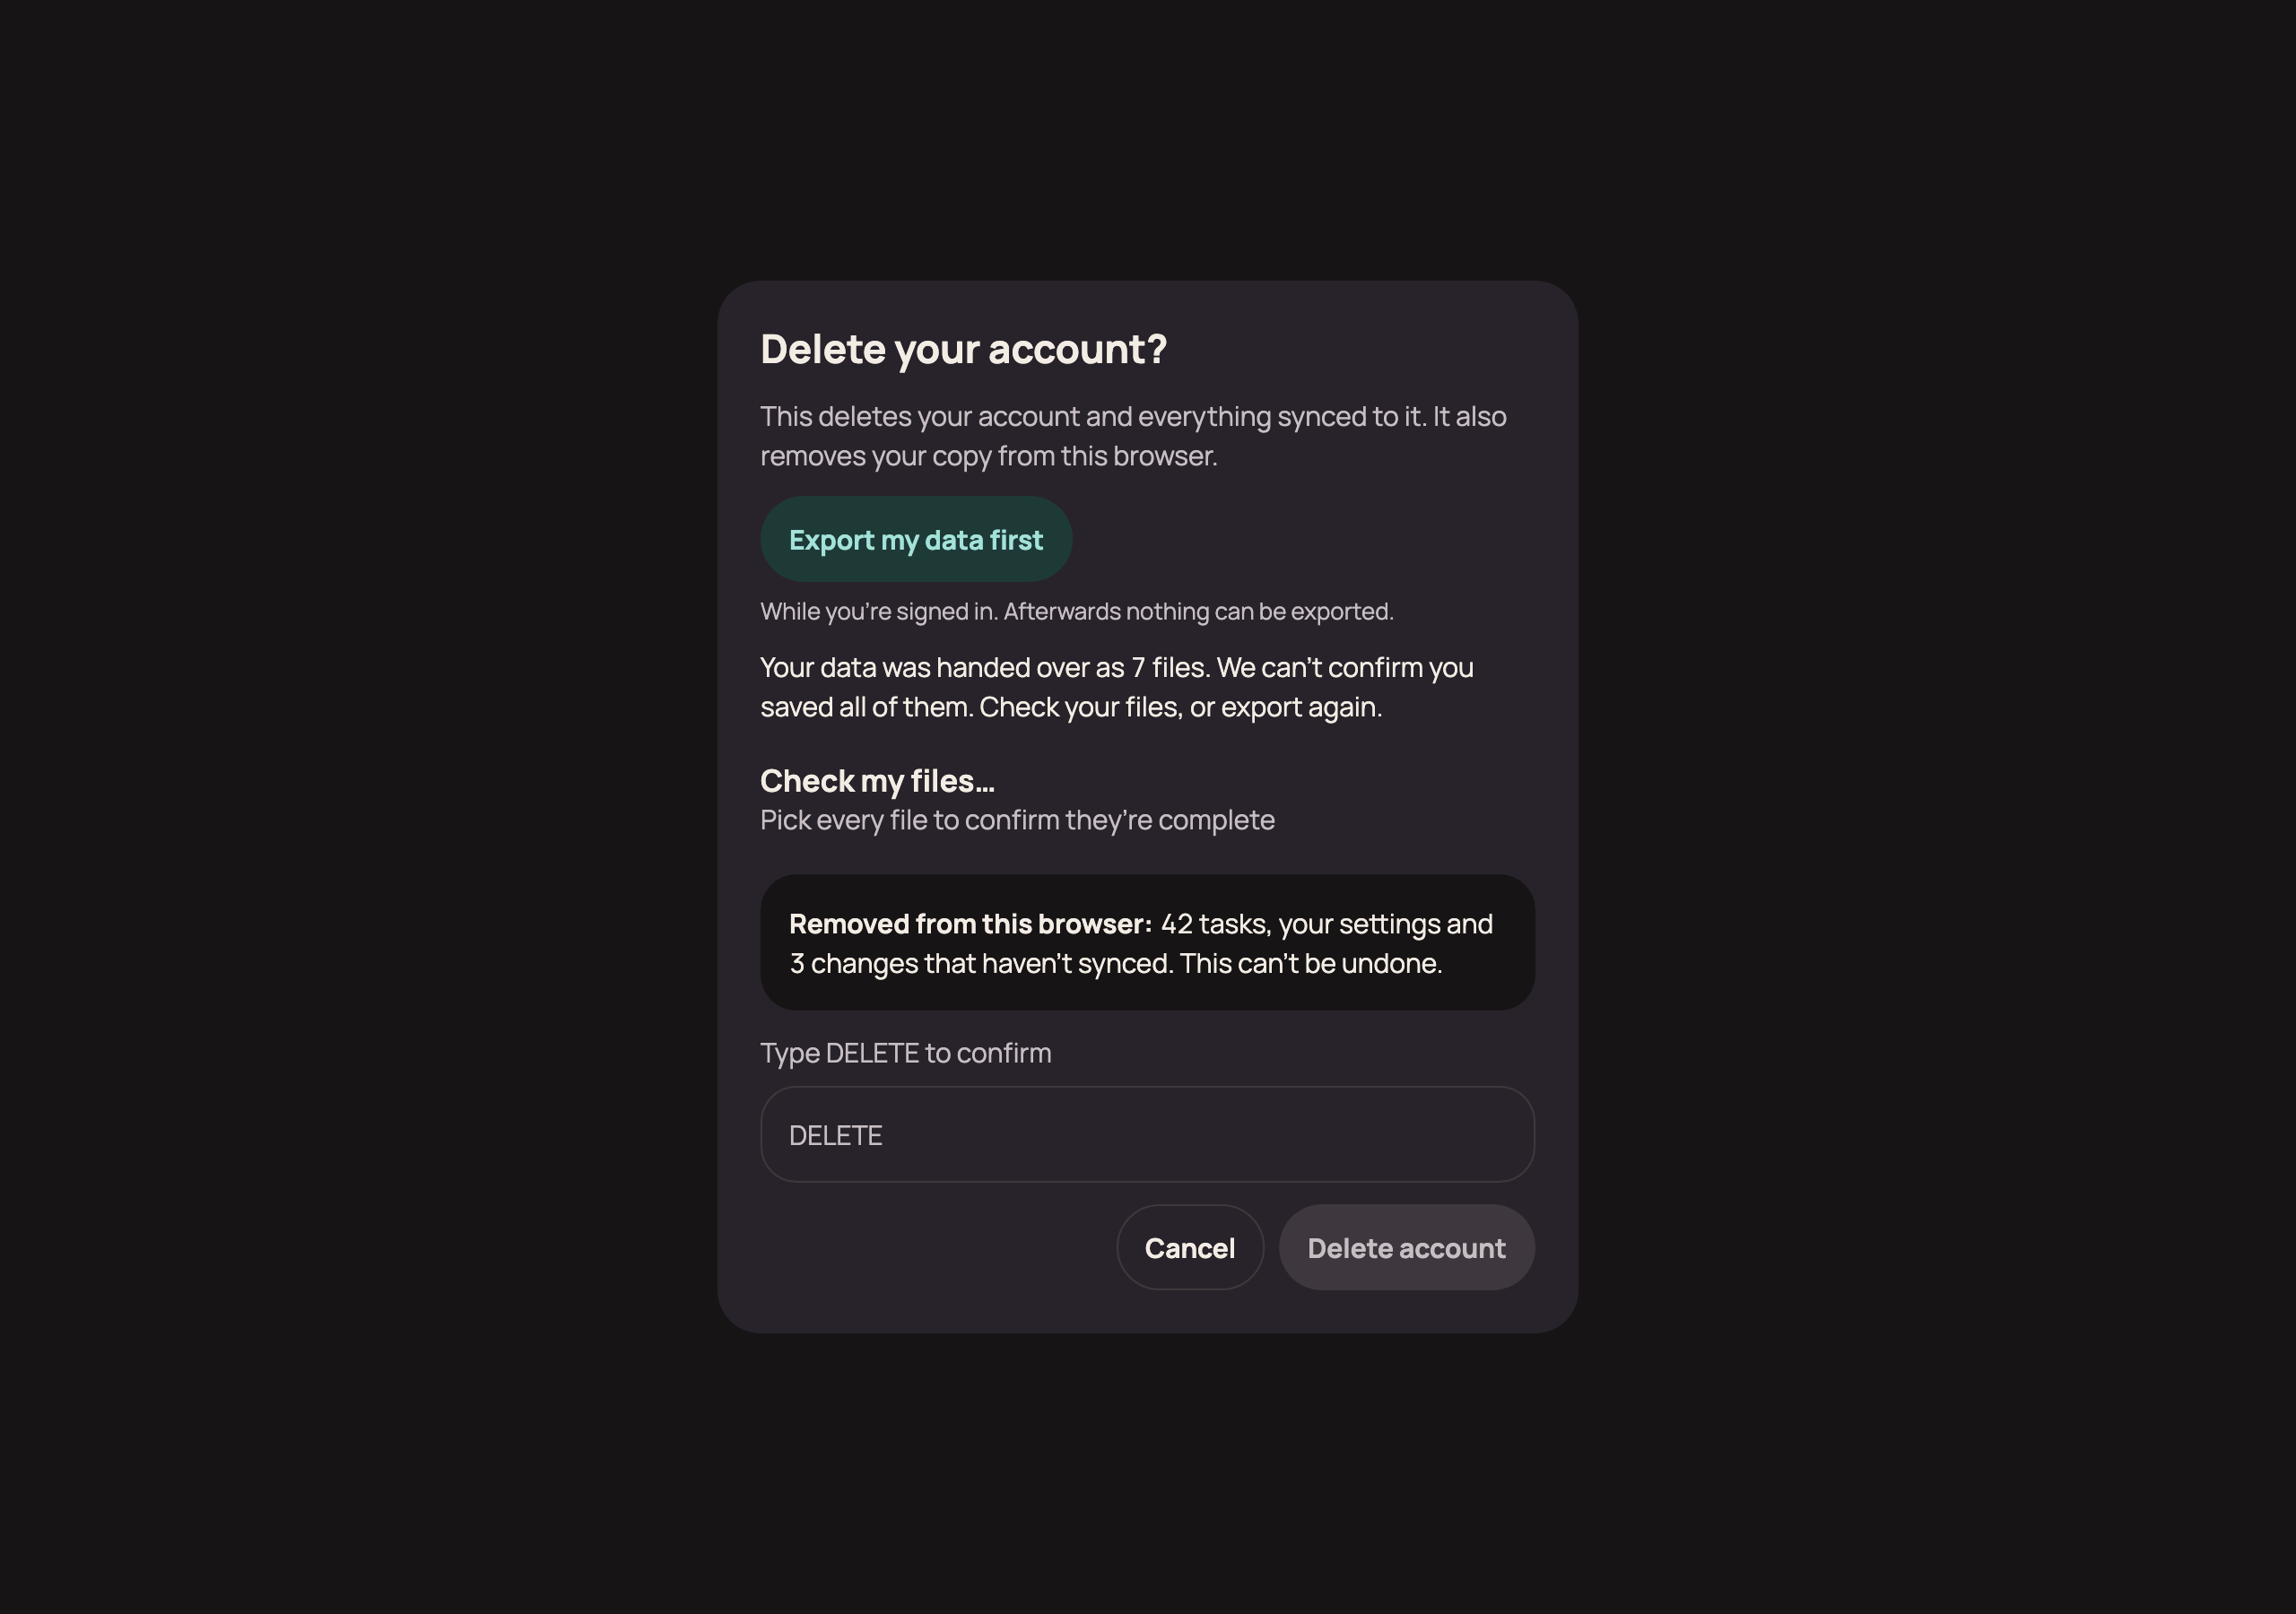 Delete your account?
This deletes your account and everything synced to it. It also
removes your copy from this browser.
Export my data first
While you’re signed in. Afterwards nothing can be exported.
Your data was handed over as 7 files. We can’t confirm you
saved all of them. Check your files, or export again.
Check my files…
Pick every file to confirm they’re complete
Removed from this browser: 42 tasks, your settings and
3 changes that haven’t synced. This can’t be undone.
Type DELETE to confirm
DELETE
Cancel
Delete account